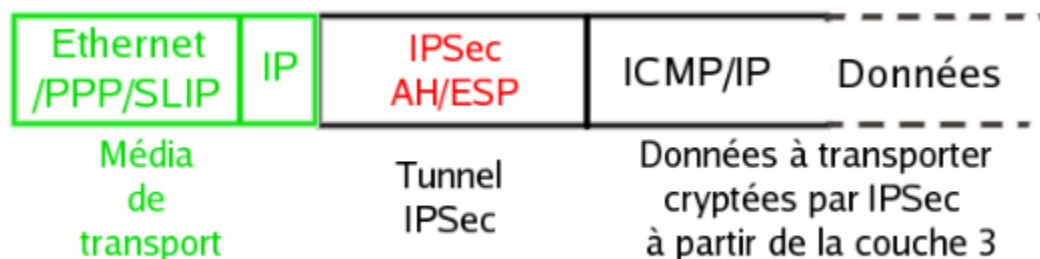 Ethernet
/PPP/SLIP
IP
IPSec
AH/ESP
ICMP/IP
Données
Média
de
transport
Tunnel
IPSec
Données à transporter
cryptées par IPSec
à partir de la couche 3